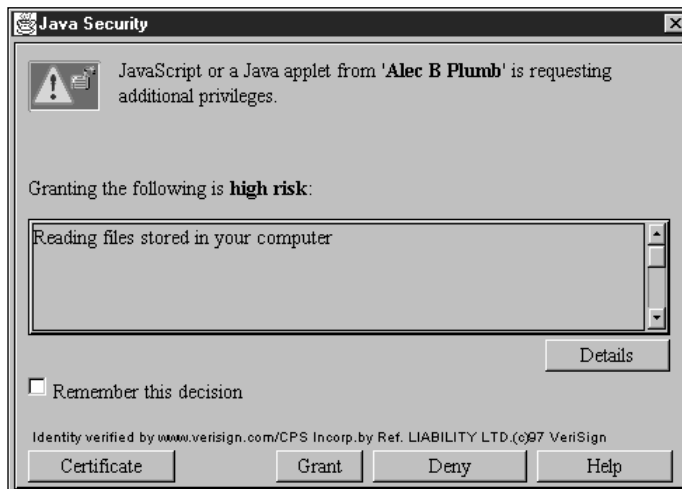 Java Security
JavaScript or a Java applet from 'Alec B Plumb' is requesting
additional privileges.
Granting the following is high risk:
Reading files stored in your computer
Details
Remember this decision
Identity verified by www.verisign.com/CPS Incorp.by Ref. LIABILITY LTD.(c)97 VeriSign
Certificate Grant Deny Help